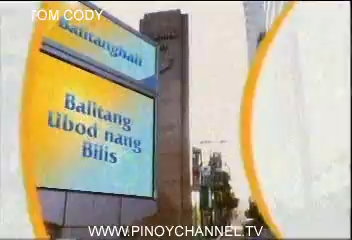 TOM CODY
Balitanghali
Balitang
Ubod nang
Bilis
WWW.PINOYCHANNEL.TV